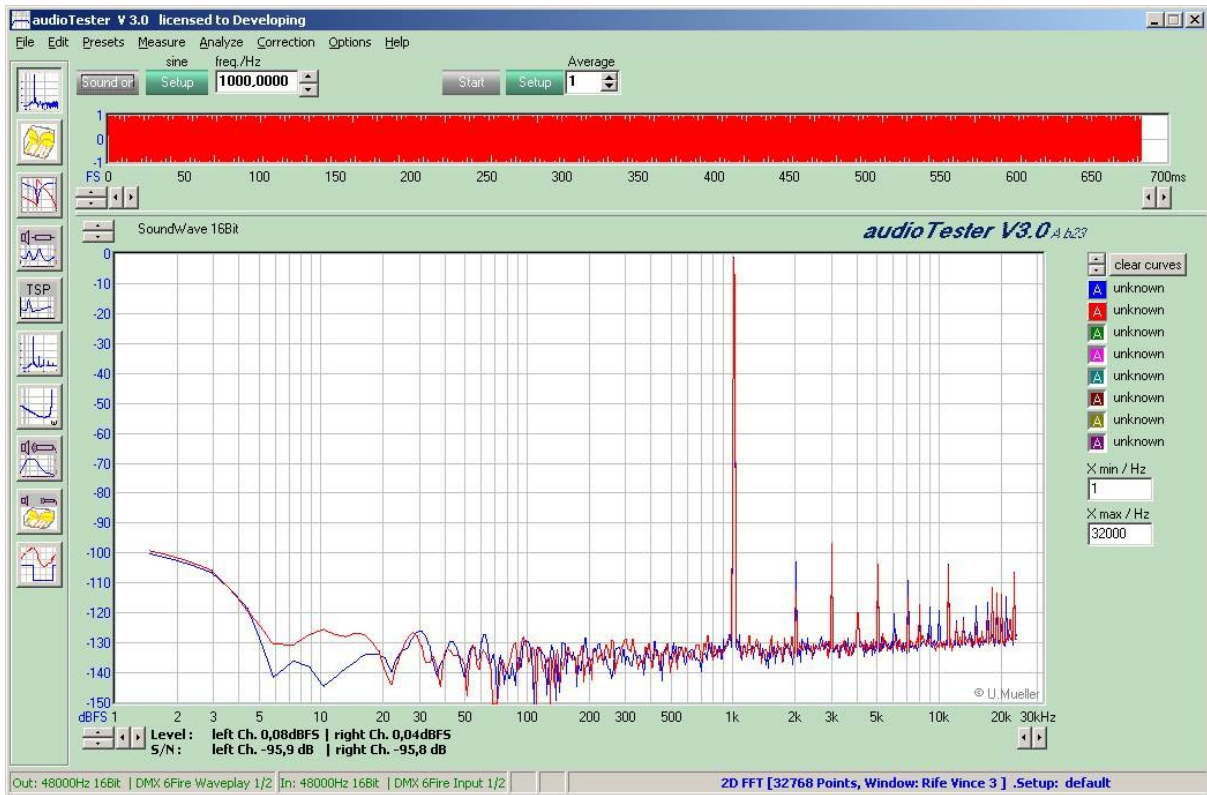 audioTester V 3.0 licensed to Developing
File Edit Presets Measure Analyze Correction Options Help
sine freq./Hz Average
Sound on Setup 1000,0000 Start Setup 1
1
0
-1
FS 0 50 100 150 200 250 300 350 400 450 500 550 600 650 700ms
SoundWave 16Bit audioTester V3.0 A b23
0
-10
-20
-30
-40
-50
-60
-70
-80
-90
-100
-110
-120
-130
-140
-150
© U.Mueller
dBFS 1 2 3 5 10 20 30 50 100 200 300 500 1k 2k 3k 5k 10k 20k 30kHz
clear curves
A unknown
A unknown
A unknown
A unknown
A unknown
A unknown
A unknown
A unknown
X min / Hz
1
X max / Hz
32000
TSP
Level : left Ch. 0,08dBFS | right Ch. 0,04dBFS
S/N : left Ch. -95,9 dB | right Ch. -95,8 dB
Out: 48000Hz 16Bit | DMX 6Fire Waveplay 1/2 In: 48000Hz 16Bit | DMX 6Fire Input 1/2 2D FFT [32768 Points, Window: Rife Vince 3 ] .Setup: default